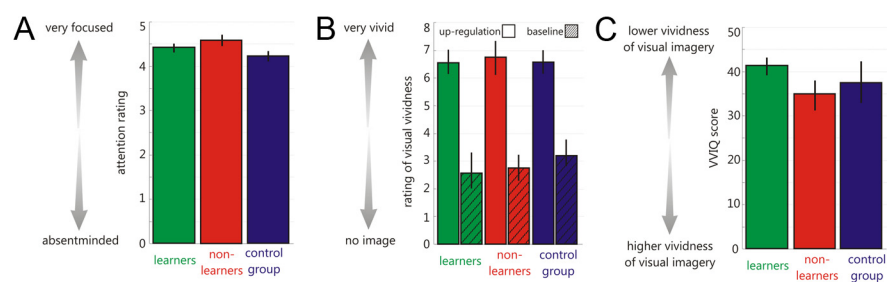 A
very focused
absentminded
attention rating
5
4
3
2
1
0
learners
non-
learners
control
group
B
very vivid
no image
rating of visual vividness
8
7
6
5
4
3
2
1
0
up-regulation
baseline
learners
non-
learners
control
group
C
lower vividness
of visual imagery
higher vividness
of visual imagery
VVIQ score
50
40
30
20
10
0
learners
non-
learners
control
group